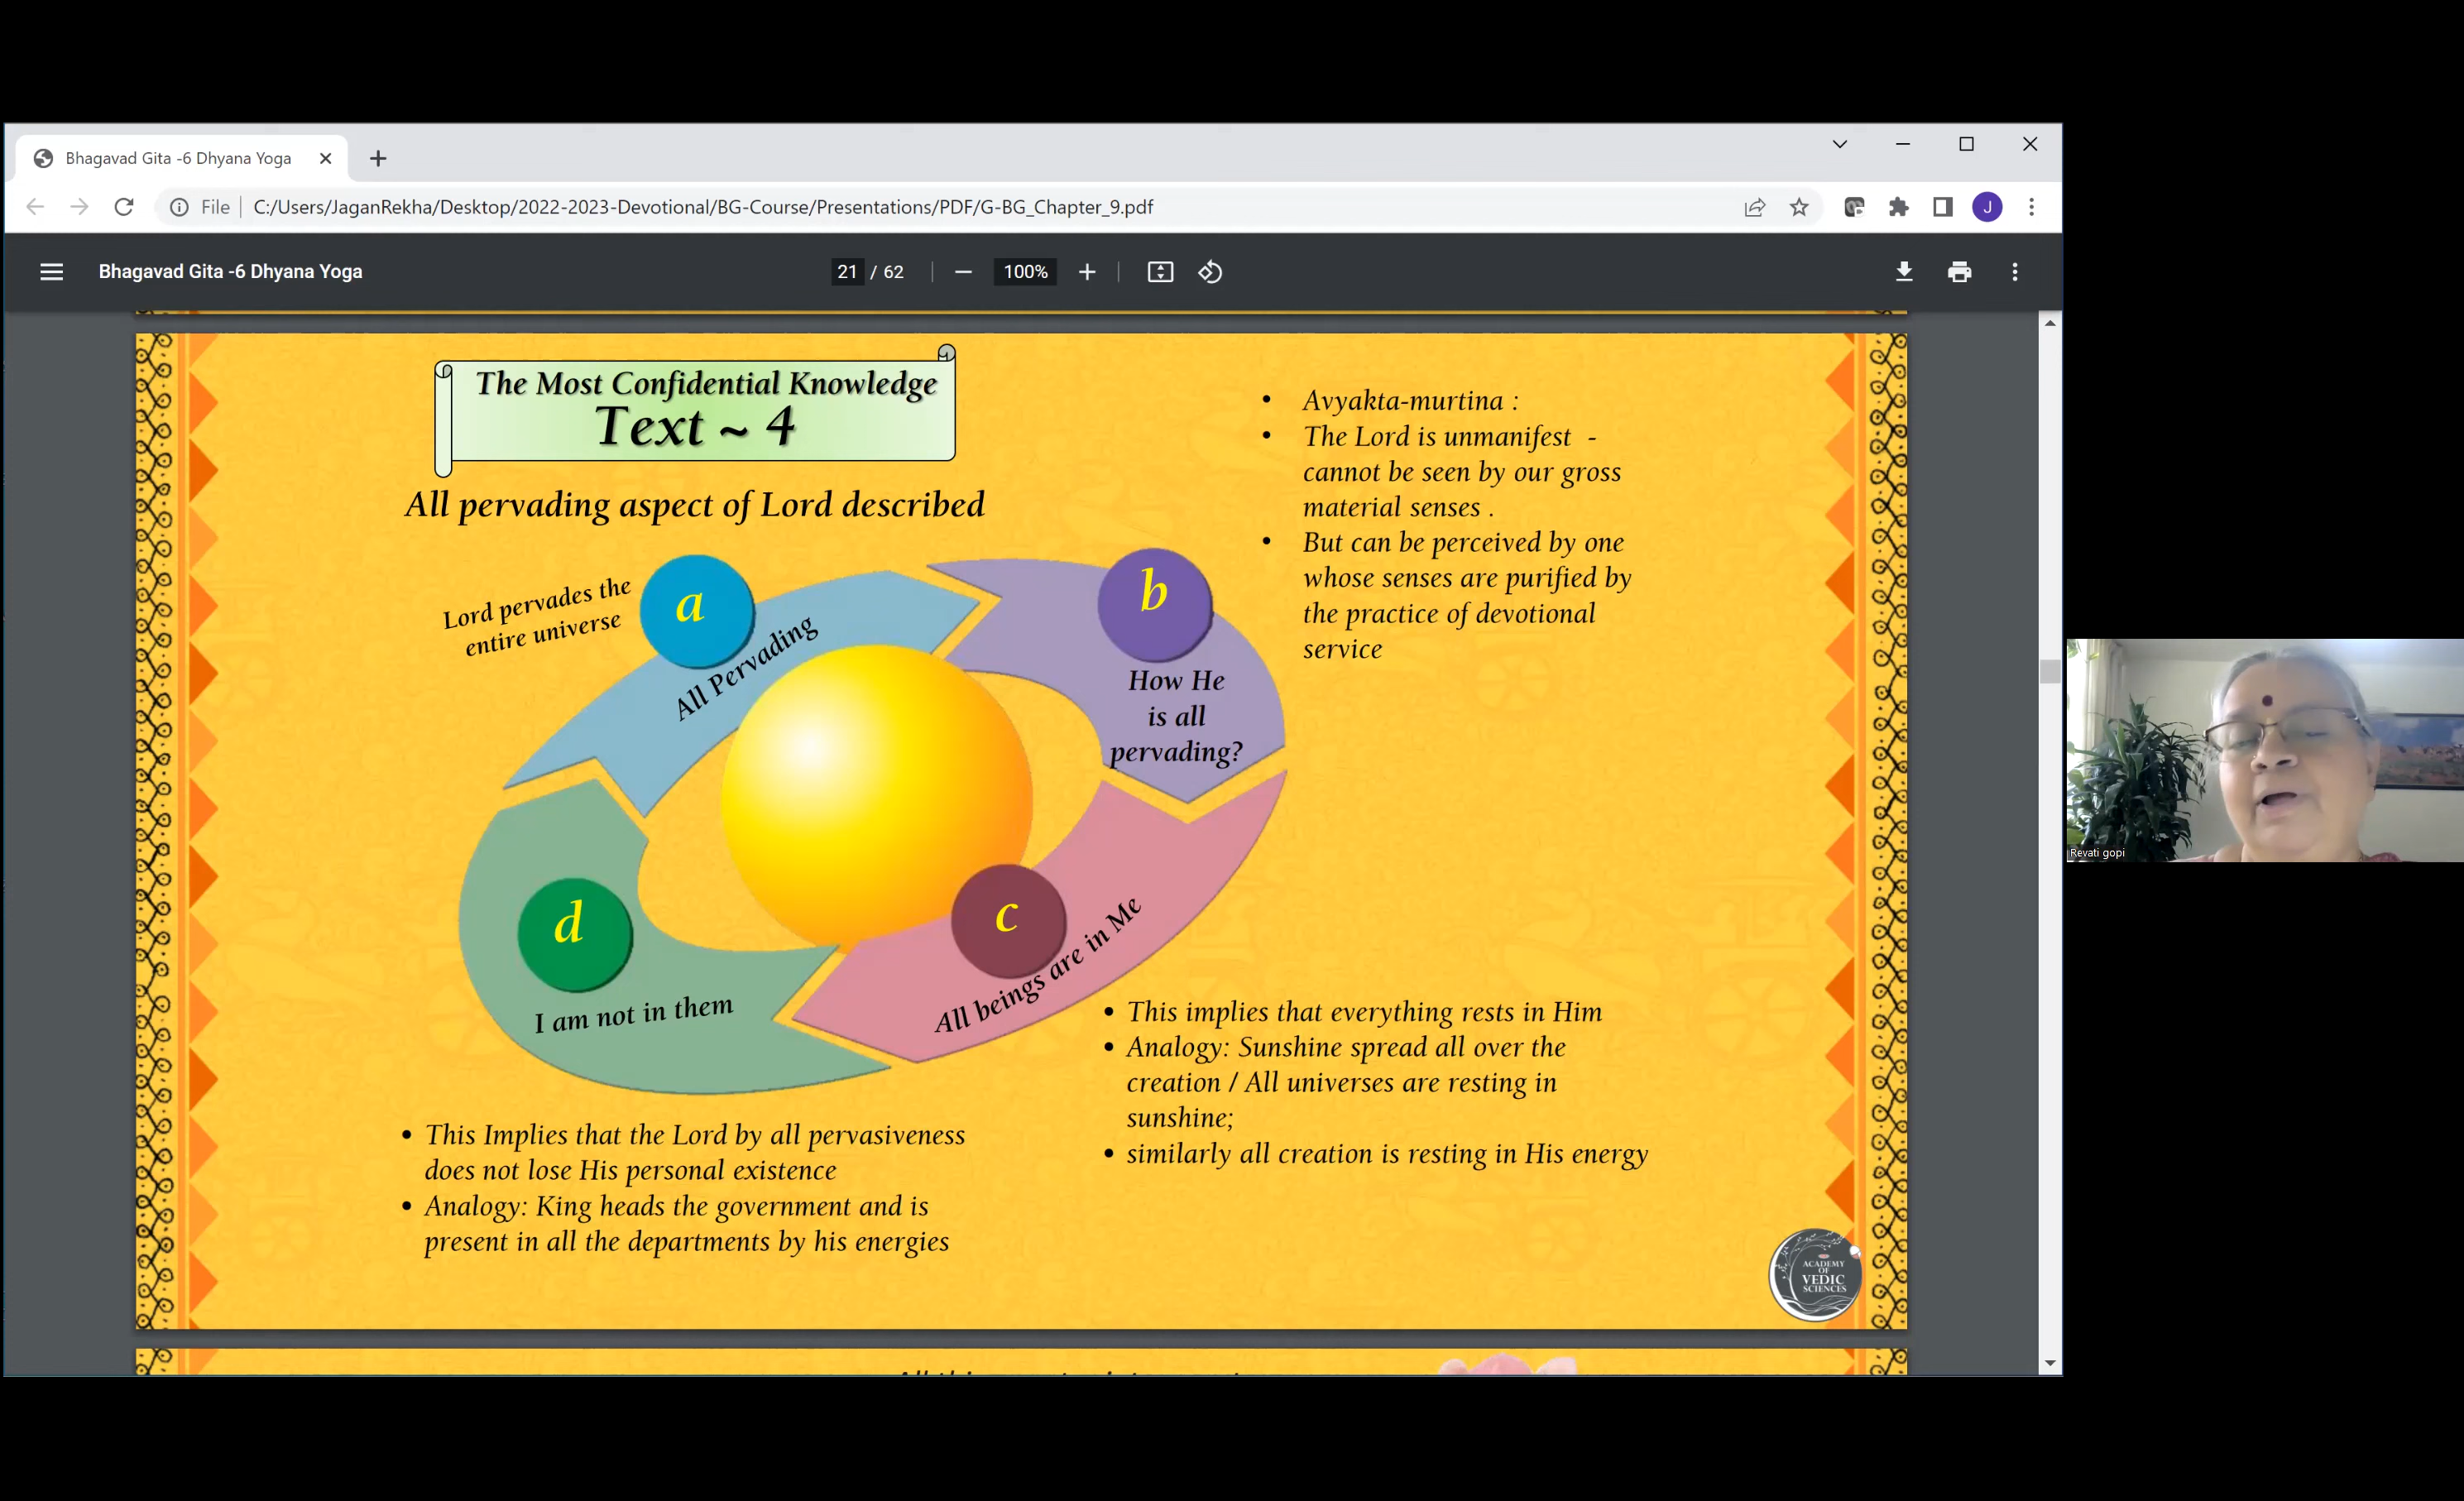 Bhagavad Gita -6 Dhyana Yoga
File
C:/Users/JaganRekha/Desktop/2022-2023-Devotional/BG-Course/Presentations/PDF/G-BG_Chapter_9.pdf
J
Bhagavad Gita -6 Dhyana Yoga
21 / 62
100%
The Most Confidential Knowledge
Text ~ 4
All pervading aspect of Lord described
• Avyakta-murtina :
• The Lord is unmanifest -
cannot be seen by our gross
material senses .
• But can be perceived by one
whose senses are purified by
the practice of devotional
service
Lord pervades the
entire universe
a
All Pervading
b
How He
is all
pervading?
c
All beings are in Me
d
I am not in them
• This implies that everything rests in Him
• Analogy: Sunshine spread all over the
creation / All universes are resting in
sunshine;
• similarly all creation is resting in His energy
• This Implies that the Lord by all pervasiveness
does not lose His personal existence
• Analogy: King heads the government and is
present in all the departments by his energies
ACADEMY
OF
VEDIC
SCIENCES
Revati gopi